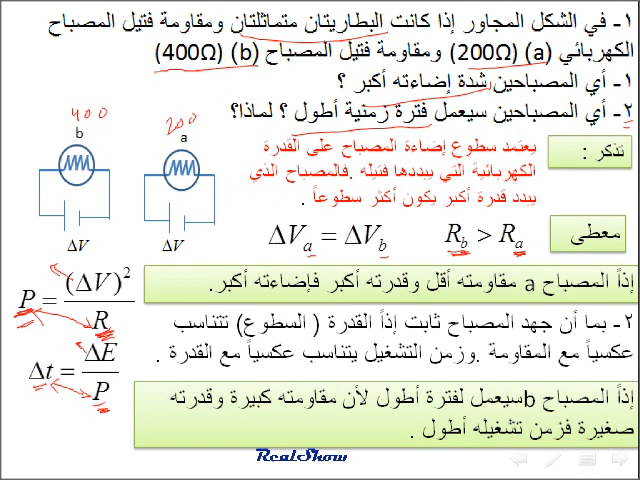 ١- في الشكل المجاور إذا كانت البطاريتان متماثلتان ومقاومة فتيل المصباح
الكهربائي (a) (200Ω) ومقاومة فتيل المصباح (b) (400Ω)
١- أي المصباحين شدة إضاءته أكبر ؟
٢- أي المصباحين سيعمل فترة زمنية أطول ؟ لماذا؟
400
200
b
a
ΔV
ΔV
تذكر :
يعتمد سطوع إضاءة المصباح على القدرة
الكهربائية التي يبددها فتيله .فالمصباح الذي
يبدد قدرة أكبر يكون أكثر سطوعاً .
معطى
R_b > R_a
ΔV_a = ΔV_b
إذاً المصباح a مقاومته أقل وقدرته أكبر فإضاءته أكبر.
P = (ΔV)² / R
٢- بما أن جهد المصباح ثابت إذاً القدرة ( السطوع) تتناسب
عكسياً مع المقاومة .وزمن التشغيل يتناسب عكسياً مع القدرة .
Δt = ΔE / P
إذاً المصباح bسيعمل لفترة أطول لأن مقاومته كبيرة وقدرته
صغيرة فزمن تشغيله أطول .
RealShow